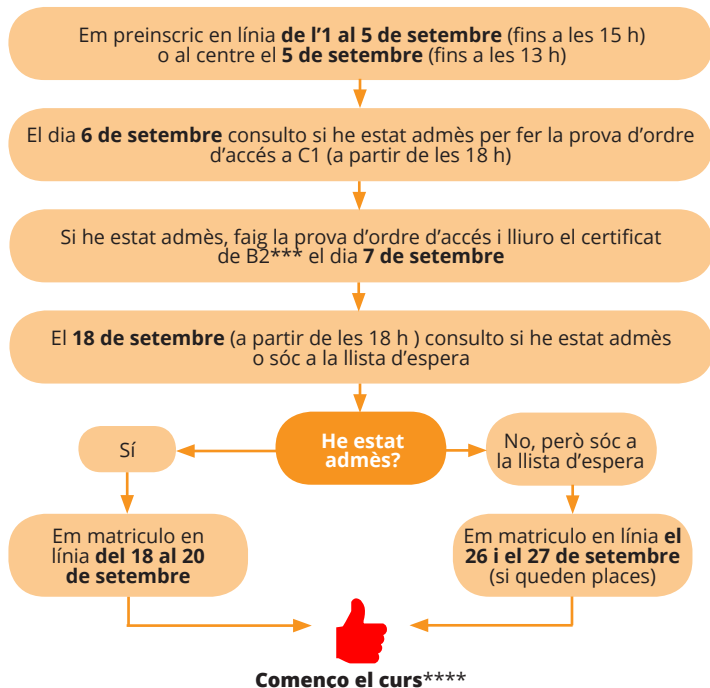 Em preinscric en línia de l'1 al 5 de setembre (fins a les 15 h)
o al centre el 5 de setembre (fins a les 13 h)
El dia 6 de setembre consulto si he estat admès per fer la prova d'ordre
d'accés a C1 (a partir de les 18 h)
Si he estat admès, faig la prova d'ordre d'accés i lliuro el certificat
de B2*** el dia 7 de setembre
El 18 de setembre (a partir de les 18 h ) consulto si he estat admès
o sóc a la llista d'espera
He estat
admès?
Sí
No, però sóc a
la llista d'espera
Em matriculo en
línia del 18 al 20
de setembre
Em matriculo en línia el
26 i el 27 de setembre
(si queden places)
Començo el curs****